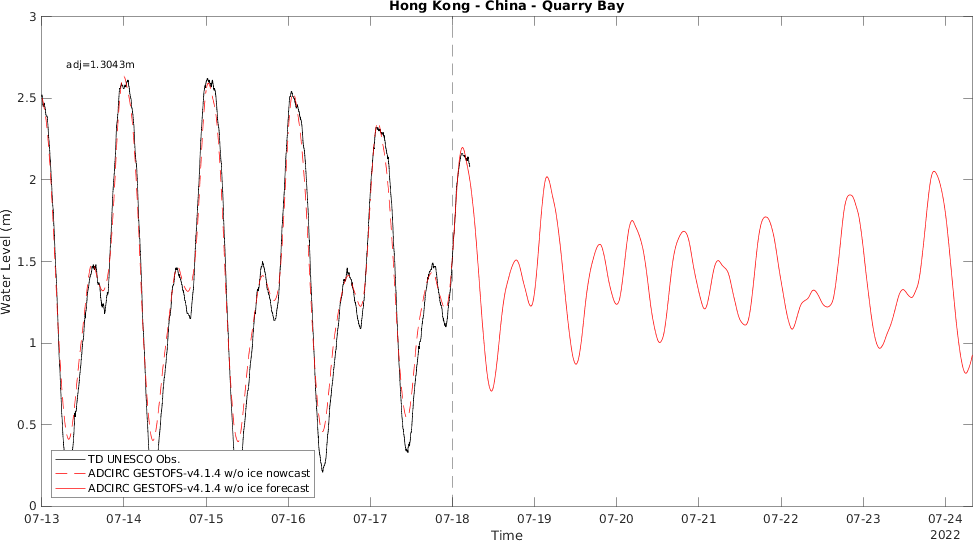 Hong Kong - China - Quarry Bay
3
adj=1.3043m
2.5
2
1.5
1
0.5
0
Water Level (m)
TD UNESCO Obs.
ADCIRC GESTOFS-v4.1.4 w/o ice nowcast
ADCIRC GESTOFS-v4.1.4 w/o ice forecast
07-13 07-14 07-15 07-16 07-17 07-18 07-19 07-20 07-21 07-22 07-23 07-24
2022
Time